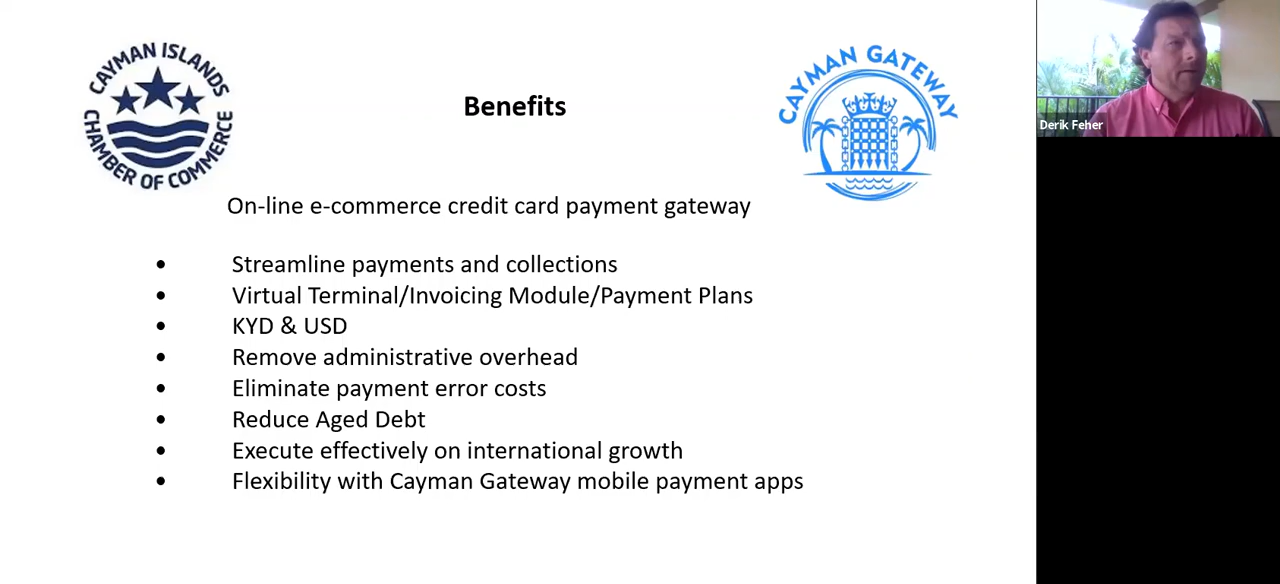 CAYMAN ISLANDS
CHAMBER OF COMMERCE
Benefits
CAYMAN GATEWAY
Derik Feher
On-line e-commerce credit card payment gateway
• Streamline payments and collections
• Virtual Terminal/Invoicing Module/Payment Plans
• KYD & USD
• Remove administrative overhead
• Eliminate payment error costs
• Reduce Aged Debt
• Execute effectively on international growth
• Flexibility with Cayman Gateway mobile payment apps